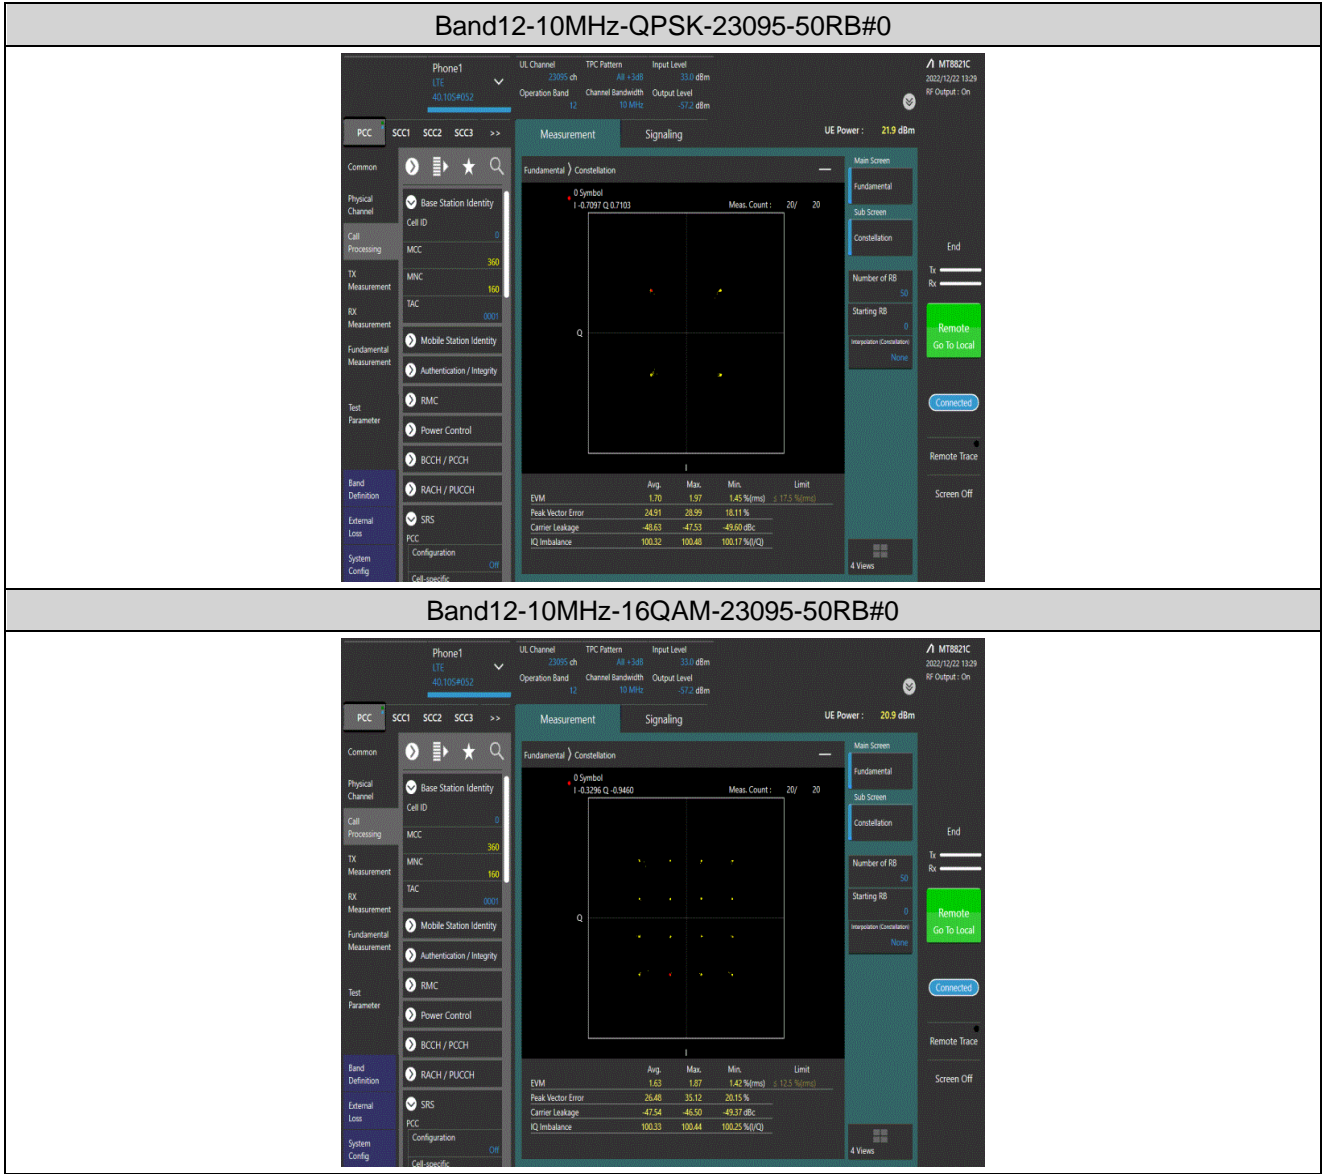 Band12-10MHz-QPSK-23095-50RB#0
Phone1
LTE
40.105#052
UL Channel TPC Pattern Input Level
23095 ch All +3dB 33.0 dBm
Operation Band Channel Bandwidth Output Level
12 10 MHz -57.2 dBm
MT8821C
2022/12/22 13:29
RF Output : On
PCC SCC1 SCC2 SCC3 >>
Measurement Signaling
UE Power : 21.9 dBm
Common
Physical
Channel
Call
Processing
TX
Measurement
RX
Measurement
Fundamental
Measurement
Test
Parameter
Band
Definition
External
Loss
System
Config
Base Station Identity
Cell ID
0
MCC
360
MNC
160
TAC
0001
Mobile Station Identity
Authentication / Integrity
RMC
Power Control
BCCH / PCCH
RACH / PUCCH
SRS
PCC
Configuration
Off
Cell-specific
Fundamental Constellation
0 Symbol
I -0.7097 Q 0.7103 Meas. Count : 20/ 20
Q
I
Avg. Max. Min. Limit
EVM 1.70 1.97 1.45 %(rms) ≤ 17.5 %(rms)
Peak Vector Error 24.91 28.99 18.11 %
Carrier Leakage -48.63 -47.53 -49.60 dBc
IQ Imbalance 100.32 100.48 100.17 %(I/Q)
Main Screen
Fundamental
Sub Screen
Constellation
Number of RB
50
Starting RB
0
Interpolation (Constellation)
None
4 Views
End
Tx
Rx
Remote
Go To Local
Connected
Remote Trace
Screen Off
Band12-10MHz-16QAM-23095-50RB#0
Phone1
LTE
40.105#052
UL Channel TPC Pattern Input Level
23095 ch All +3dB 33.0 dBm
Operation Band Channel Bandwidth Output Level
12 10 MHz -57.2 dBm
MT8821C
2022/12/22 13:29
RF Output : On
PCC SCC1 SCC2 SCC3 >>
Measurement Signaling
UE Power : 20.9 dBm
Common
Physical
Channel
Call
Processing
TX
Measurement
RX
Measurement
Fundamental
Measurement
Test
Parameter
Band
Definition
External
Loss
System
Config
Base Station Identity
Cell ID
0
MCC
360
MNC
160
TAC
0001
Mobile Station Identity
Authentication / Integrity
RMC
Power Control
BCCH / PCCH
RACH / PUCCH
SRS
PCC
Configuration
Off
Cell-specific
Fundamental Constellation
0 Symbol
I -0.3296 Q -0.9460 Meas. Count : 20/ 20
Q
I
Avg. Max. Min. Limit
EVM 1.63 1.87 1.42 %(rms) ≤ 12.5 %(rms)
Peak Vector Error 26.48 35.12 20.15 %
Carrier Leakage -47.54 -46.50 -49.37 dBc
IQ Imbalance 100.33 100.44 100.25 %(I/Q)
Main Screen
Fundamental
Sub Screen
Constellation
Number of RB
50
Starting RB
0
Interpolation (Constellation)
None
4 Views
End
Tx
Rx
Remote
Go To Local
Connected
Remote Trace
Screen Off